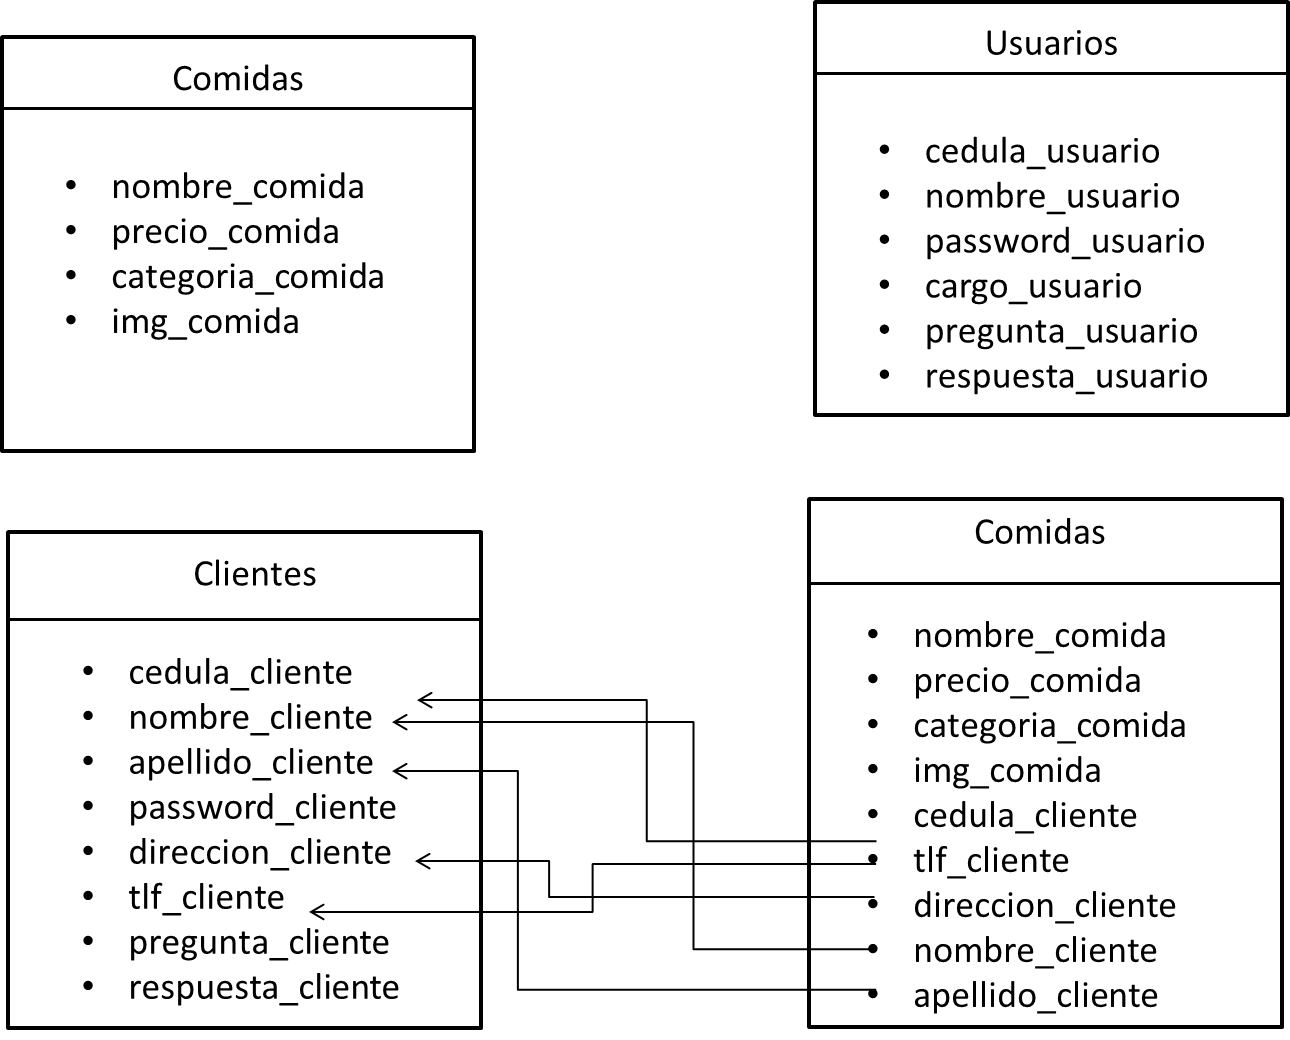 Comidas
• nombre_comida
• precio_comida
• categoria_comida
• img_comida
Usuarios
• cedula_usuario
• nombre_usuario
• password_usuario
• cargo_usuario
• pregunta_usuario
• respuesta_usuario
Clientes
• cedula_cliente
• nombre_cliente
• apellido_cliente
• password_cliente
• direccion_cliente
• tlf_cliente
• pregunta_cliente
• respuesta_cliente
Comidas
• nombre_comida
• precio_comida
• categoria_comida
• img_comida
• cedula_cliente
• tlf_cliente
• direccion_cliente
• nombre_cliente
• apellido_cliente